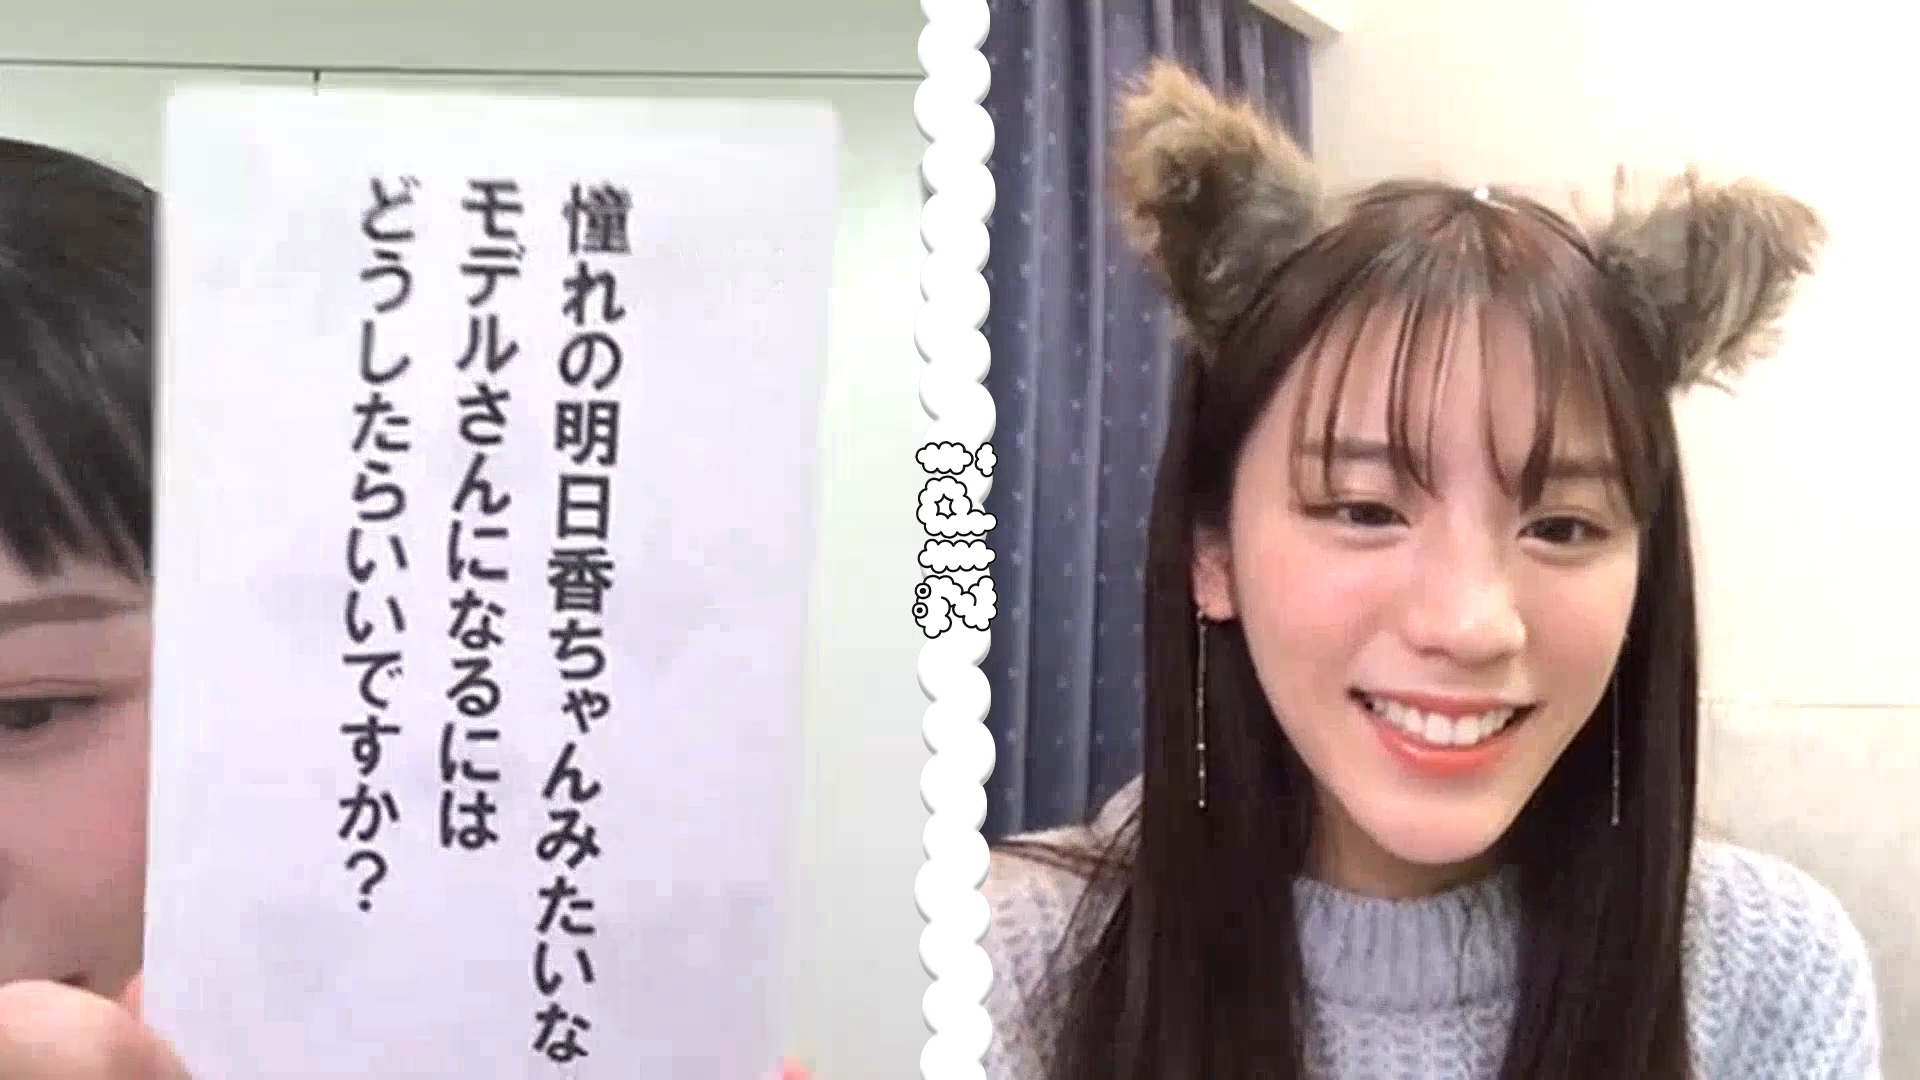 憧れの明日香ちゃんみたいな
モデルさんになるには
どうしたらいいですか？